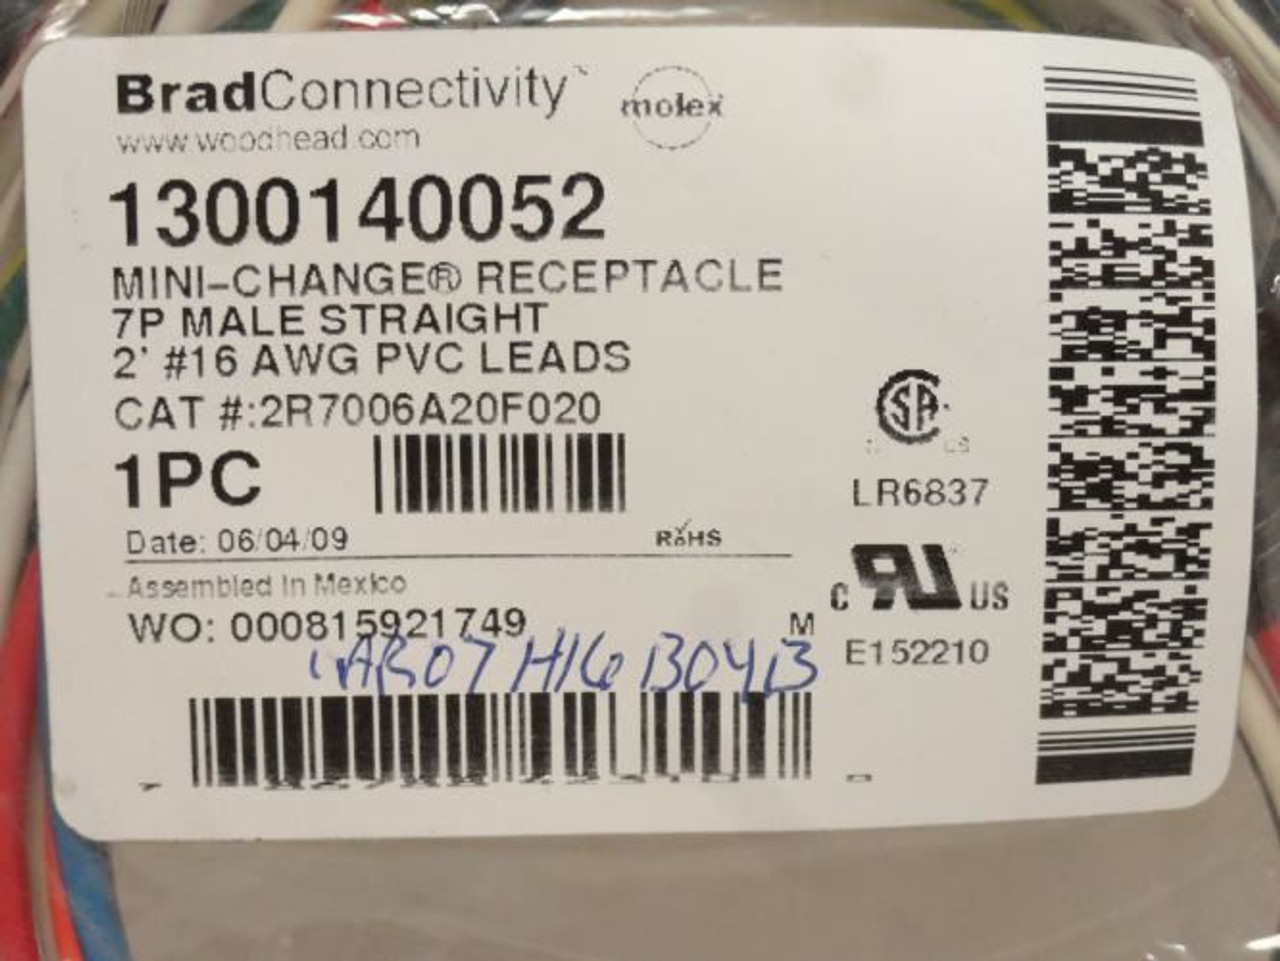 BradConnectivity
molex
www.woodhead.com
1300140052
MINI-CHANGE® RECEPTACLE
7P MALE STRAIGHT
2' #16 AWG PVC LEADS
CAT #:2R7006A20F020
1PC
LR6837
Date: 06/04/09
RoHS
Assembled in Mexico
C US
WO: 000815921749
M
E152210